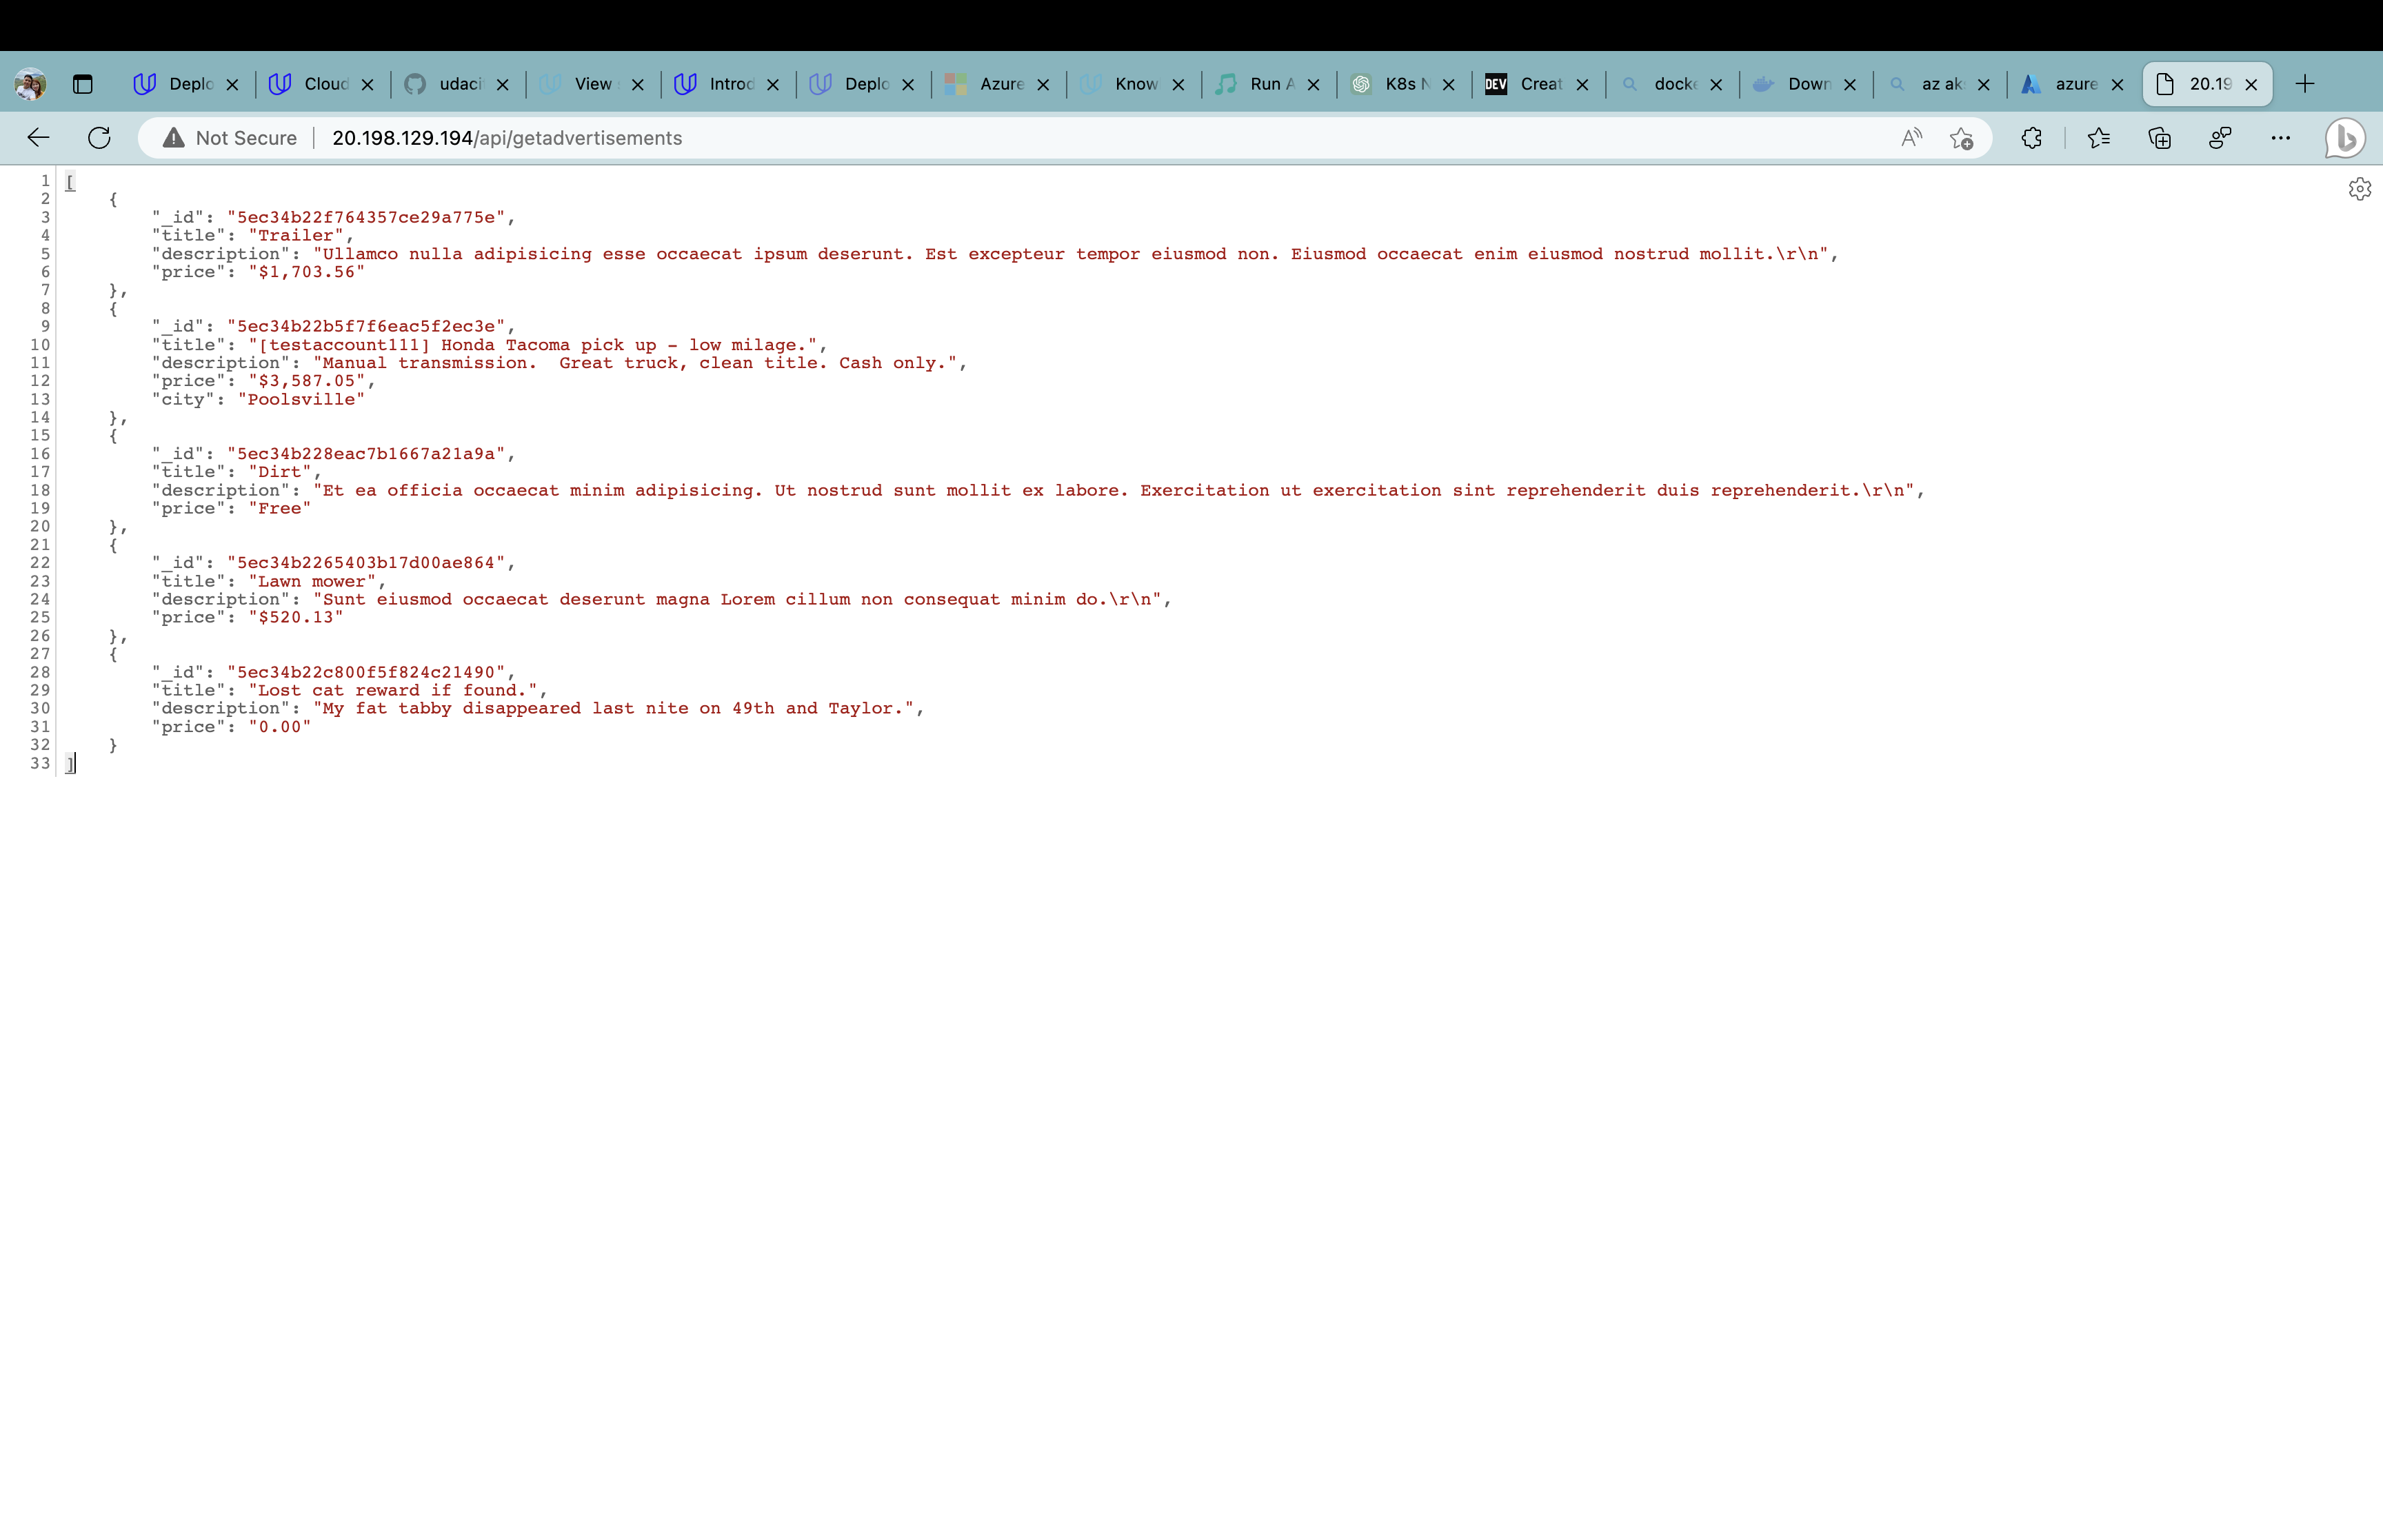 Deplo
Cloud
udaci
View
Introd
Deplo
Azure
Know
Run A
K8s N
DEV Creat
docke
Down
az ak
azure
20.19
Not Secure 20.198.129.194/api/getadvertisements
1 [
2 {
3 "_id": "5ec34b22f764357ce29a775e",
4 "title": "Trailer",
5 "description": "Ullamco nulla adipisicing esse occaecat ipsum deserunt. Est excepteur tempor eiusmod non. Eiusmod occaecat enim eiusmod nostrud mollit.\r\n",
6 "price": "$1,703.56"
7 },
8 {
9 "_id": "5ec34b22b5f7f6eac5f2ec3e",
10 "title": "[testaccount111] Honda Tacoma pick up - low milage.",
11 "description": "Manual transmission.  Great truck, clean title. Cash only.",
12 "price": "$3,587.05",
13 "city": "Poolsville"
14 },
15 {
16 "_id": "5ec34b228eac7b1667a21a9a",
17 "title": "Dirt",
18 "description": "Et ea officia occaecat minim adipisicing. Ut nostrud sunt mollit ex labore. Exercitation ut exercitation sint reprehenderit duis reprehenderit.\r\n",
19 "price": "Free"
20 },
21 {
22 "_id": "5ec34b2265403b17d00ae864",
23 "title": "Lawn mower",
24 "description": "Sunt eiusmod occaecat deserunt magna Lorem cillum non consequat minim do.\r\n",
25 "price": "$520.13"
26 },
27 {
28 "_id": "5ec34b22c800f5f824c21490",
29 "title": "Lost cat reward if found.",
30 "description": "My fat tabby disappeared last nite on 49th and Taylor.",
31 "price": "0.00"
32 }
33 ]